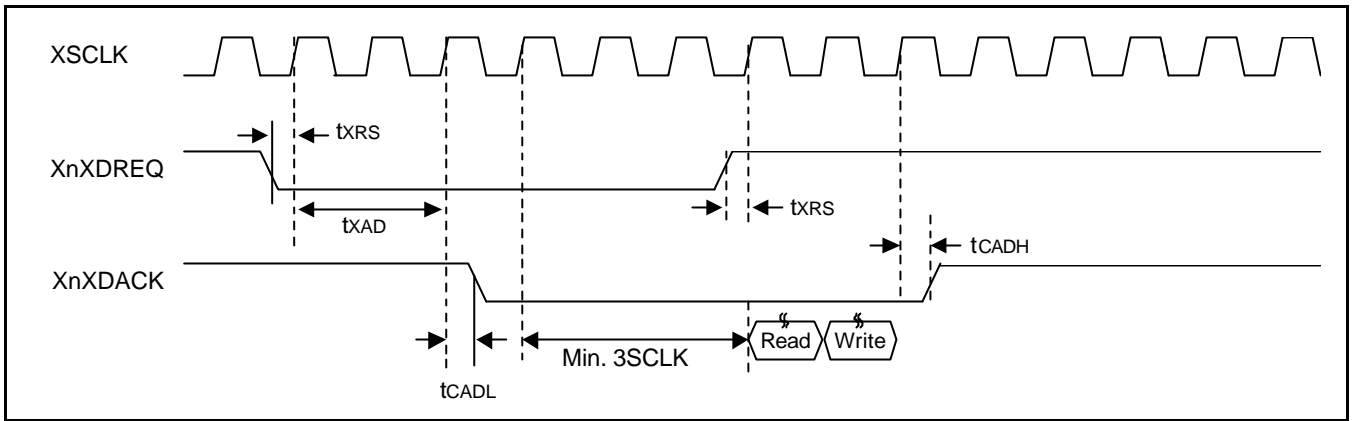 XSCLK
tXRS
XnXDREQ
tXRS
tXAD
tCADH
XnXDACK
Read Write
Min. 3SCLK
tCADL